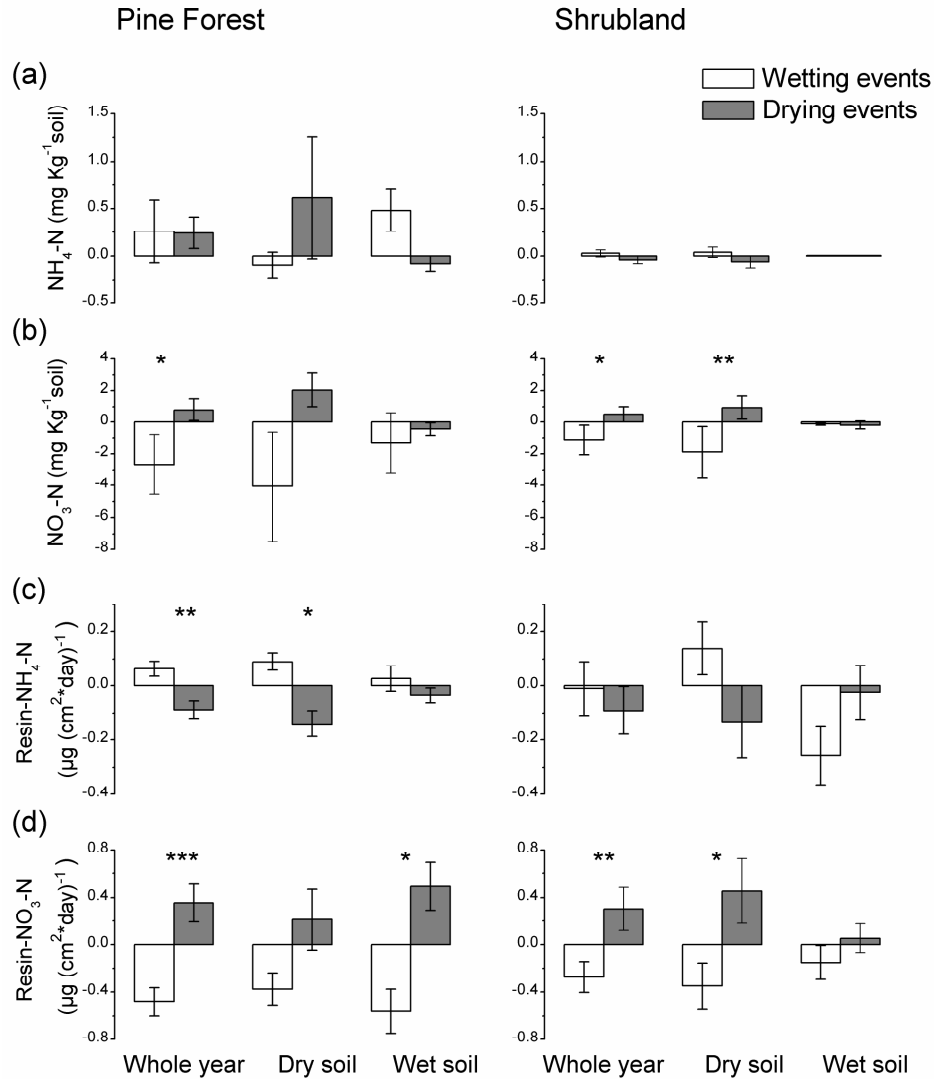 Pine Forest
Shrubland
Wetting events
Drying events
(a)
NH₄-N (mg Kg⁻¹soil)
1.5
1.0
0.5
0.0
-0.5
1.5
1.0
0.5
0.0
-0.5
(b)
NO₃-N (mg Kg⁻¹soil)
4
2
0
-2
-4
-6
-8
*
4
2
0
-2
-4
-6
-8
*
**
(c)
Resin-NH₄-N
(µg (cm²*day)⁻¹
0.2
0.0
-0.2
-0.4
**
*
0.2
0.0
-0.2
-0.4
(d)
Resin-NO₃-N
(µg (cm²*day)⁻¹)
0.8
0.4
0.0
-0.4
-0.8
***
*
0.8
0.4
0.0
-0.4
-0.8
**
*
Whole year
Dry soil
Wet soil
Whole year
Dry soil
Wet soil